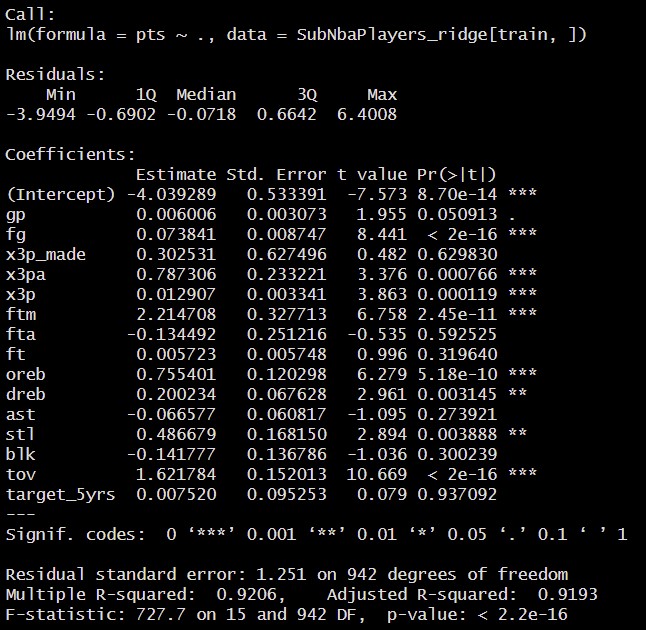 Call:
lm(formula = pts ~ ., data = SubNbaPlayers_ridge[train, ])
Residuals:
    Min      1Q  Median      3Q     Max
-3.9494 -0.6902 -0.0718  0.6642  6.4008
Coefficients:
             Estimate Std. Error t value Pr(>|t|)
(Intercept) -4.039289   0.533391  -7.573 8.70e-14 ***
gp           0.006006   0.003073   1.955 0.050913 .
fg           0.073841   0.008747   8.441  < 2e-16 ***
x3p_made     0.302531   0.627496   0.482 0.629830
x3pa         0.787306   0.233221   3.376 0.000766 ***
x3p          0.012907   0.003341   3.863 0.000119 ***
ftm          2.214708   0.327713   6.758 2.45e-11 ***
fta         -0.134492   0.251216  -0.535 0.592525
ft           0.005723   0.005748   0.996 0.319640
oreb         0.755401   0.120298   6.279 5.18e-10 ***
dreb         0.200234   0.067628   2.961 0.003145 **
ast         -0.066577   0.060817  -1.095 0.273921
stl          0.486679   0.168150   2.894 0.003888 **
blk         -0.141777   0.136786  -1.036 0.300239
tov          1.621784   0.152013  10.669  < 2e-16 ***
target_5yrs  0.007520   0.095253   0.079 0.937092
---
Signif. codes:  0 ‘***’ 0.001 ‘**’ 0.01 ‘*’ 0.05 ‘.’ 0.1 ‘ ’ 1
Residual standard error: 1.251 on 942 degrees of freedom
Multiple R-squared:  0.9206,    Adjusted R-squared:  0.9193
F-statistic: 727.7 on 15 and 942 DF,  p-value: < 2.2e-16